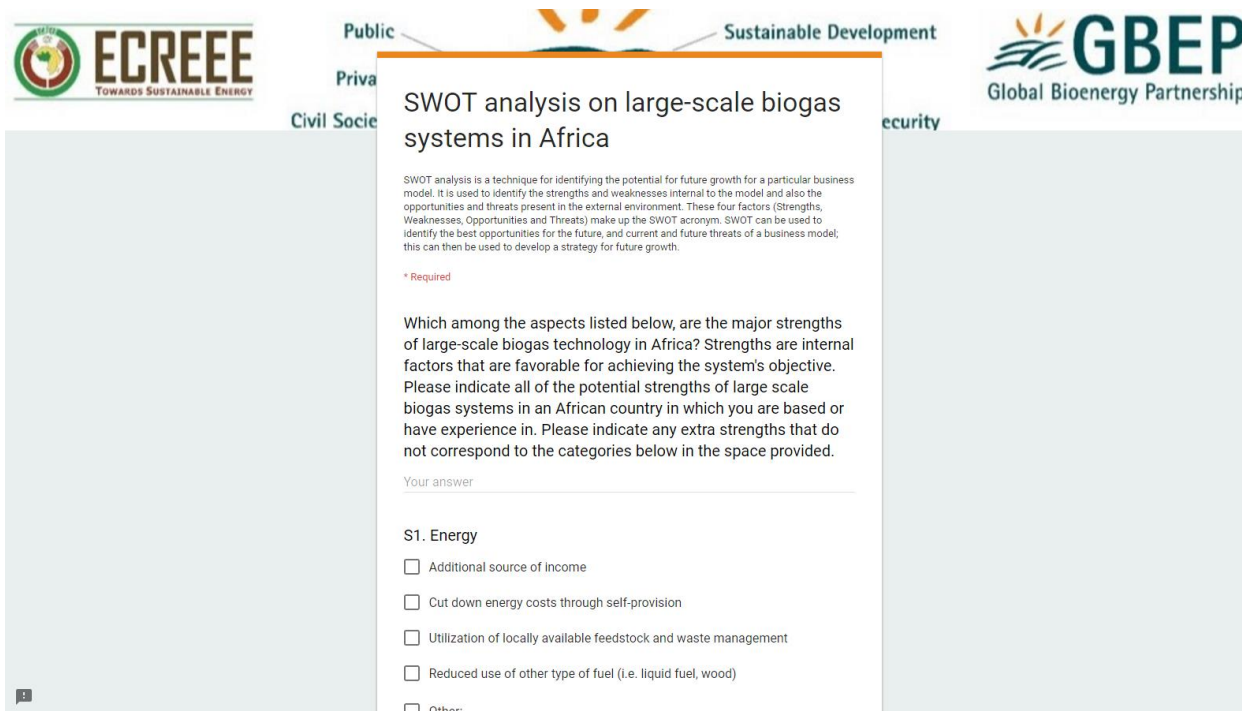 ECREEE
TOWARDS SUSTAINABLE ENERGY
Public
Sustainable Development
Priva
Civil Socie
ecurity
GBEP
Global Bioenergy Partnership
SWOT analysis on large-scale biogas
systems in Africa
SWOT analysis is a technique for identifying the potential for future growth for a particular business
model. It is used to identify the strengths and weaknesses internal to the model and also the
opportunities and threats present in the external environment. These four factors (Strengths,
Weaknesses, Opportunities and Threats) make up the SWOT acronym. SWOT can be used to
identify the best opportunities for the future, and current and future threats of a business model;
this can then be used to develop a strategy for future growth.
* Required
Which among the aspects listed below, are the major strengths
of large-scale biogas technology in Africa? Strengths are internal
factors that are favorable for achieving the system's objective.
Please indicate all of the potential strengths of large scale
biogas systems in an African country in which you are based or
have experience in. Please indicate any extra strengths that do
not correspond to the categories below in the space provided.
Your answer
S1. Energy
Additional source of income
Cut down energy costs through self-provision
Utilization of locally available feedstock and waste management
Reduced use of other type of fuel (i.e. liquid fuel, wood)
Other: